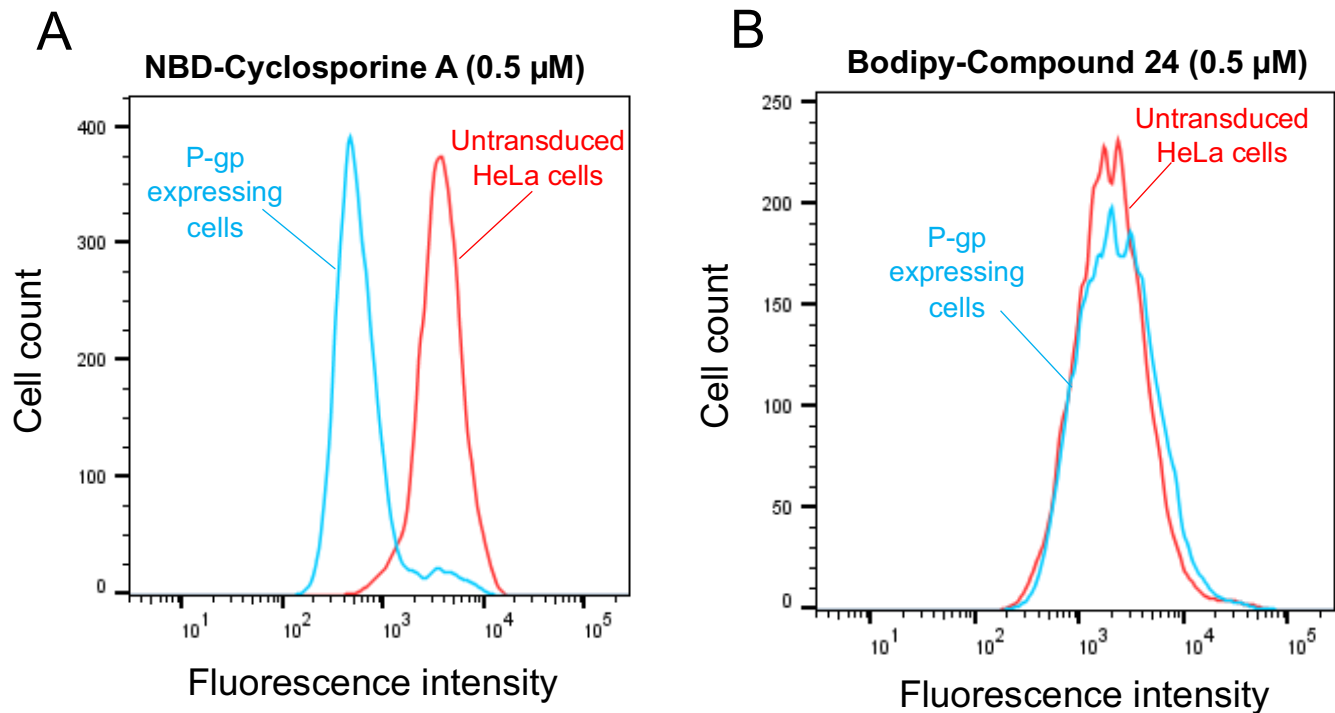 A
NBD-Cyclosporine A (0.5 µM)
400
300
200
100
0
P-gp
expressing
cells
Untransduced
HeLa cells
Cell count
10¹
10²
10³
10⁴
10⁵
Fluorescence intensity
B
Bodipy-Compound 24 (0.5 µM)
250
200
150
100
50
0
Untransduced
HeLa cells
P-gp
expressing
cells
Cell count
10¹
10²
10³
10⁴
10⁵
Fluorescence intensity